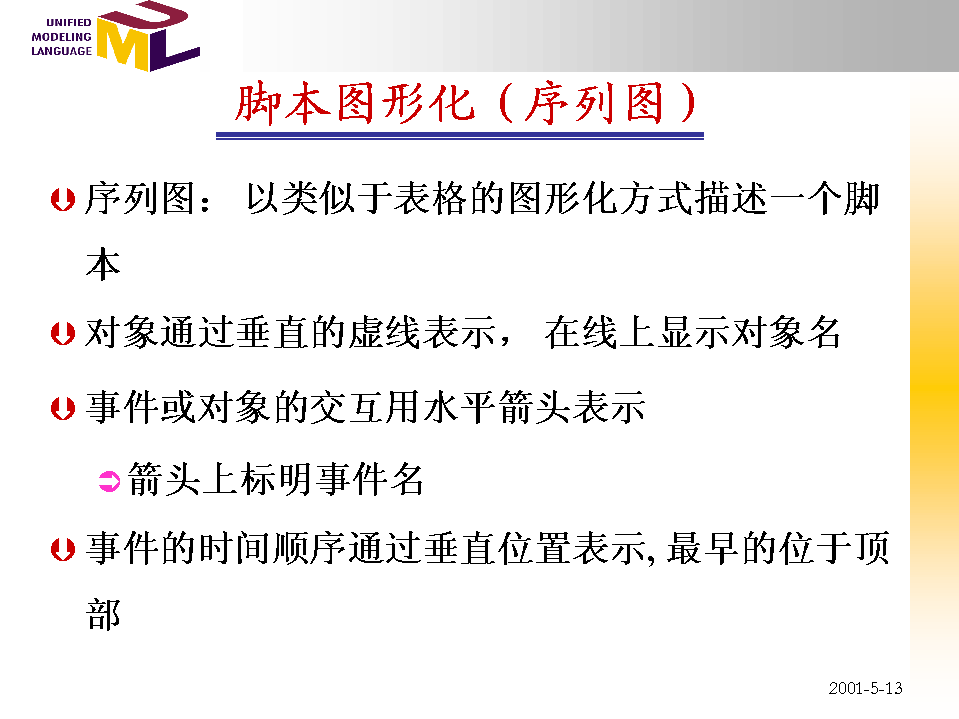 UNIFIED
MODELING
LANGUAGE
UML
脚本图形化（序列图）
序列图： 以类似于表格的图形化方式描述一个脚
本
对象通过垂直的虚线表示， 在线上显示对象名
事件或对象的交互用水平箭头表示
箭头上标明事件名
事件的时间顺序通过垂直位置表示, 最早的位于顶
部
2001-5-13